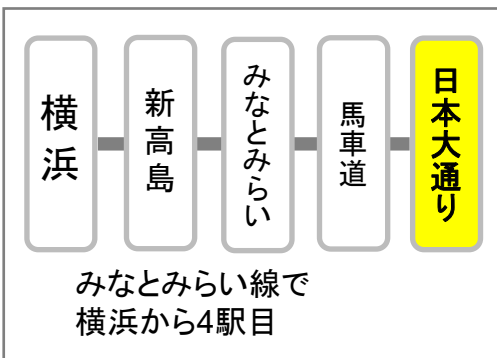 横浜
新高島
みなとみらい
馬車道
日本大通り
みなとみらい線で
横浜から4駅目